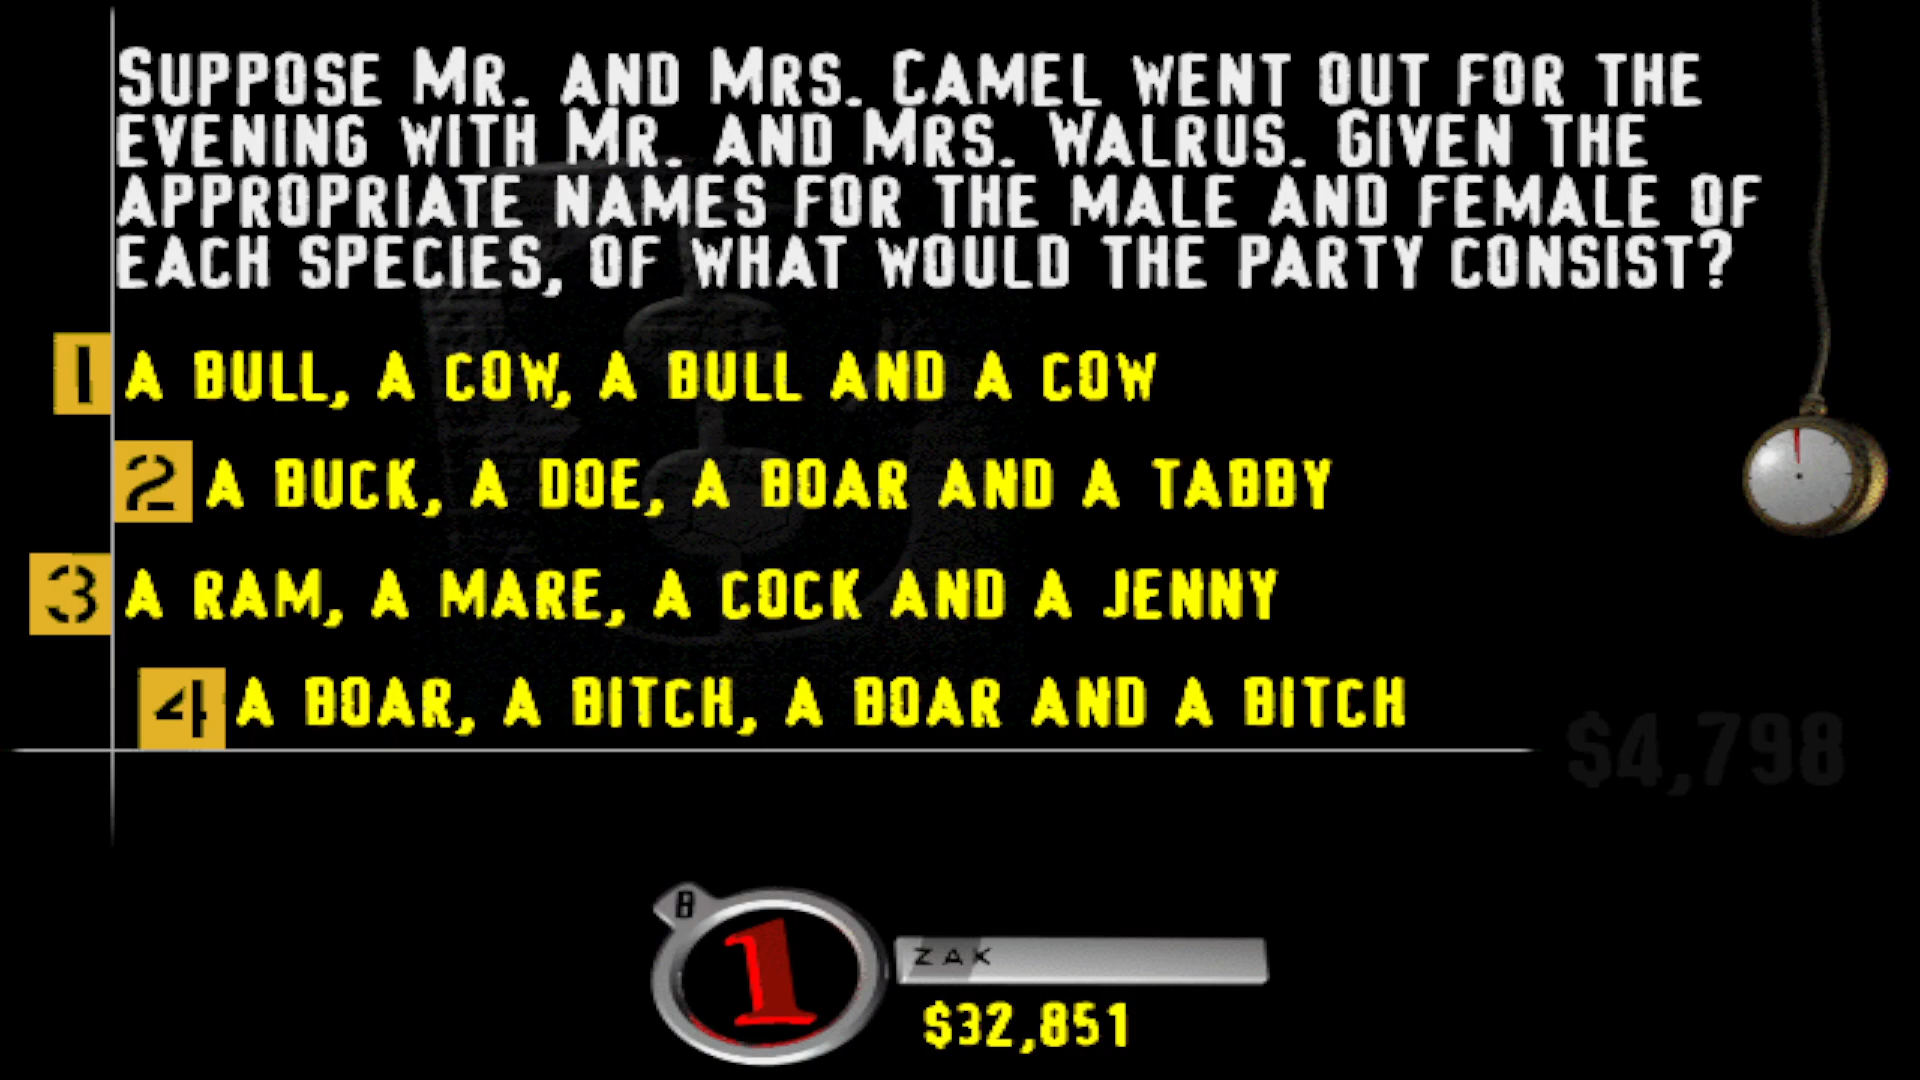 SUPPOSE MR. AND MRS. CAMEL WENT OUT FOR THE
EVENING WITH MR. AND MRS. WALRUS. GIVEN THE
APPROPRIATE NAMES FOR THE MALE AND FEMALE OF
EACH SPECIES, OF WHAT WOULD THE PARTY CONSIST?
1 A BULL, A COW, A BULL AND A COW
2 A BUCK, A DOE, A BOAR AND A TABBY
3 A RAM, A MARE, A COCK AND A JENNY
4 A BOAR, A BITCH, A BOAR AND A BITCH
$4,798
B
1
ZAK
$32,851